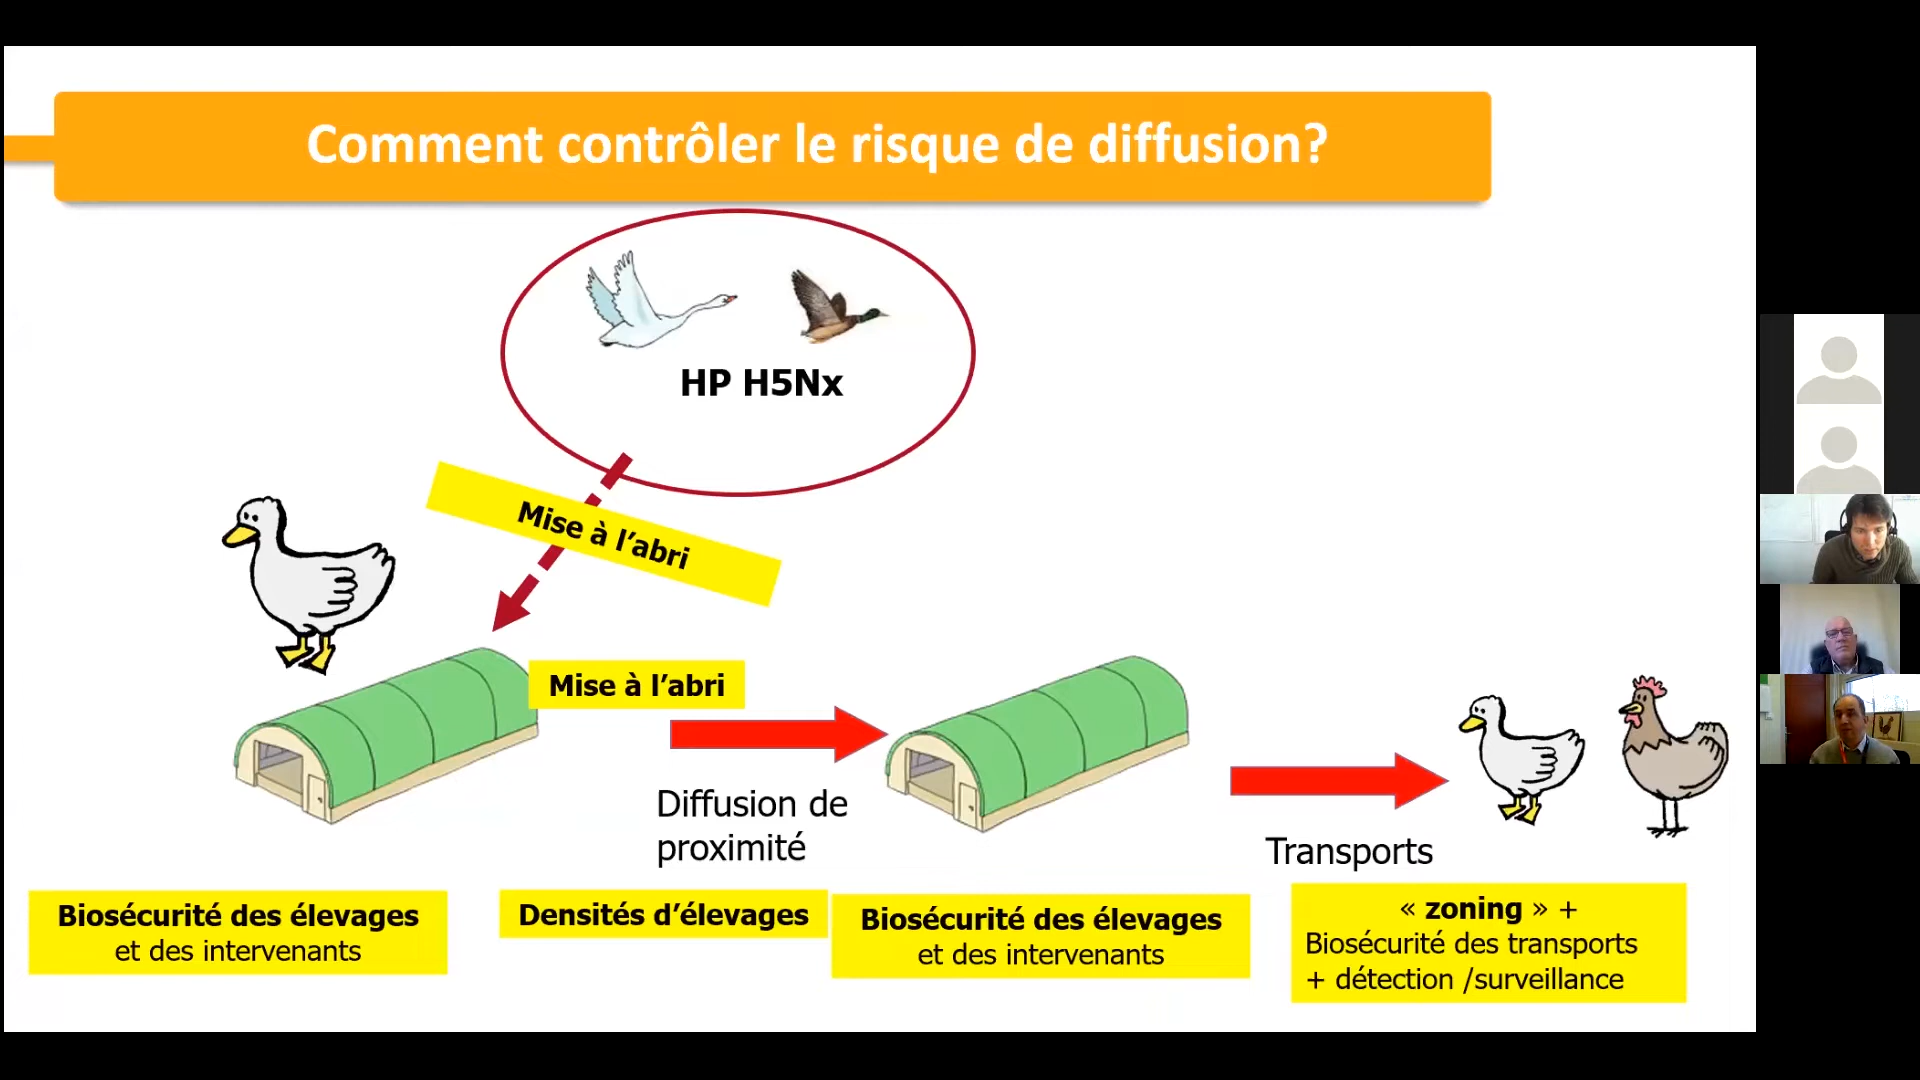 Comment contrôler le risque de diffusion?
HP H5Nx
Mise à l’abri
Mise à l’abri
Diffusion de
proximité
Transports
Biosécurité des élevages
et des intervenants
Densités d’élevages
Biosécurité des élevages
et des intervenants
« zoning » +
Biosécurité des transports
+ détection /surveillance